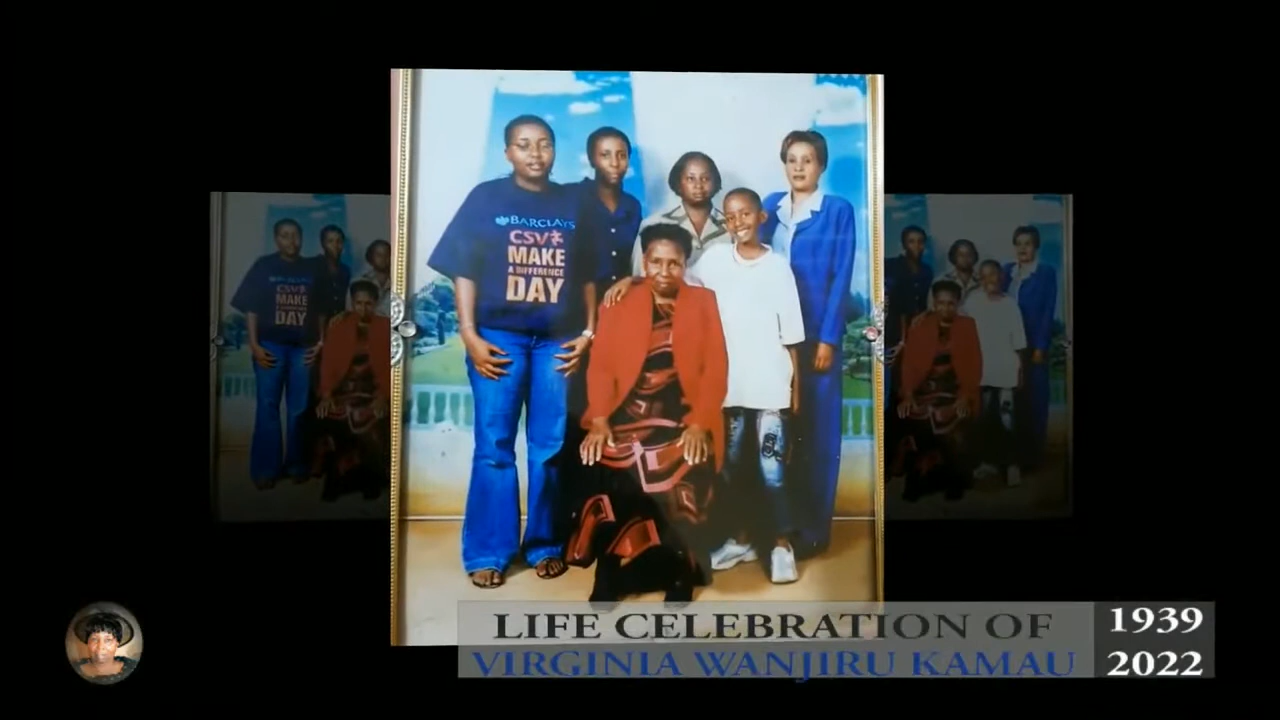 BARCLAYS
CSV
MAKE
A DIFFERENCE
DAY
LIFE CELEBRATION OF
VIRGINIA WANJIRU KAMAU
1939
2022